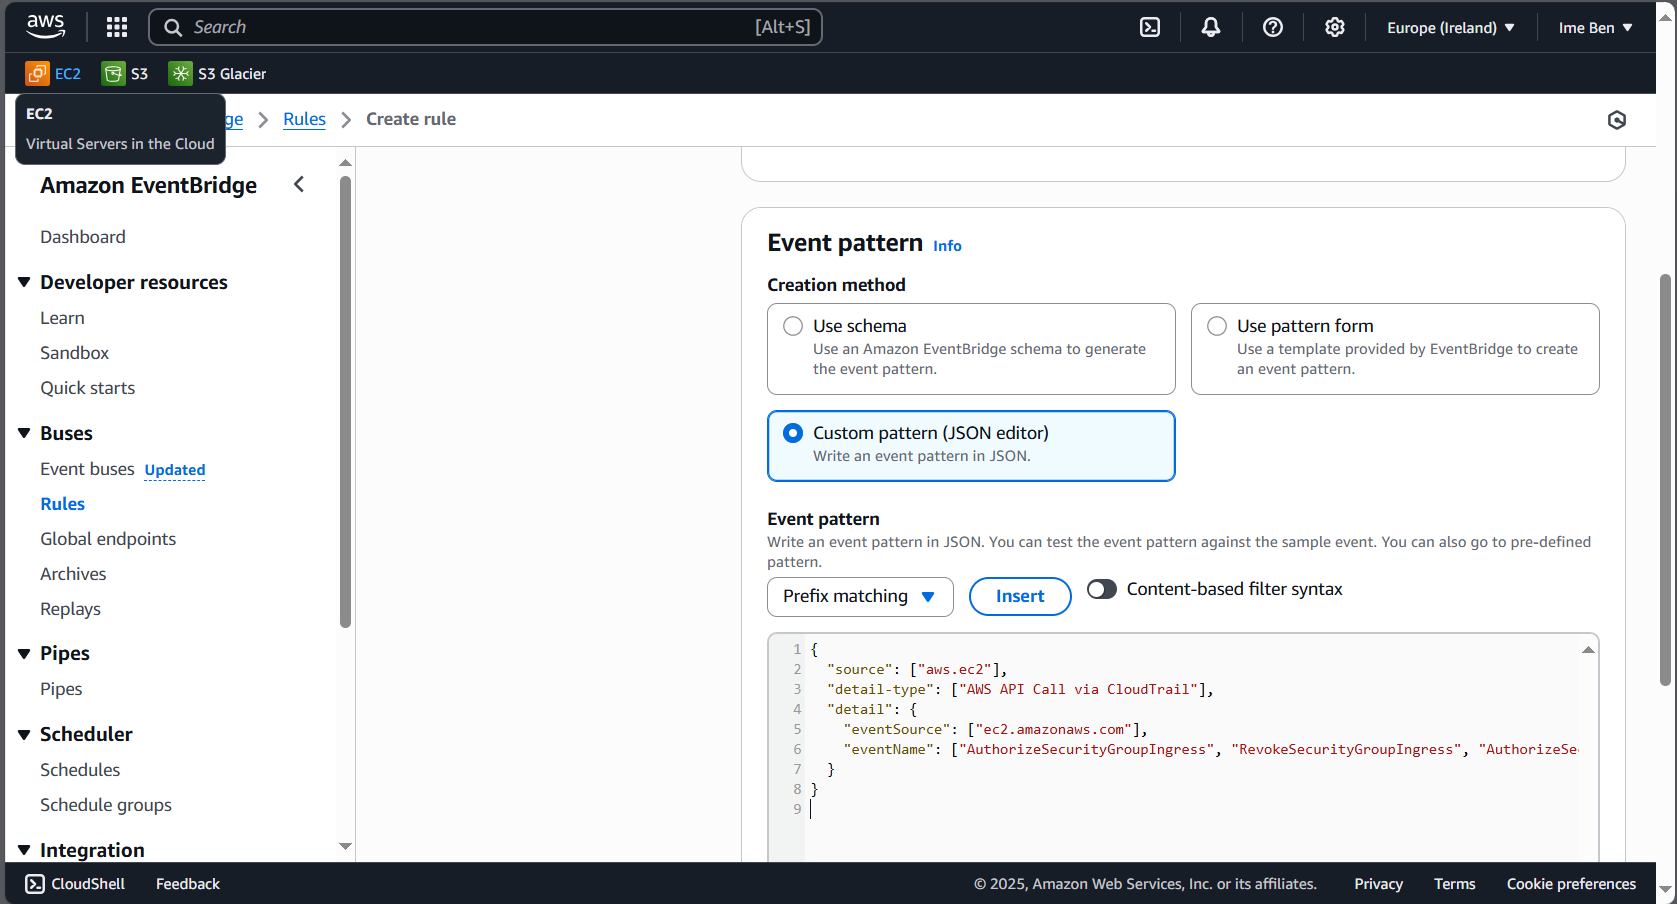 aws
Search [Alt+S]
Europe (Ireland)
Ime Ben
EC2
S3
S3 Glacier
EC2
Virtual Servers in the Cloud
ge
Rules
Create rule
Amazon EventBridge
Dashboard
Developer resources
Learn
Sandbox
Quick starts
Buses
Event buses Updated
Rules
Global endpoints
Archives
Replays
Pipes
Pipes
Scheduler
Schedules
Schedule groups
Integration
Event pattern Info
Creation method
Use schema
Use an Amazon EventBridge schema to generate
the event pattern.
Use pattern form
Use a template provided by EventBridge to create
an event pattern.
Custom pattern (JSON editor)
Write an event pattern in JSON.
Event pattern
Write an event pattern in JSON. You can test the event pattern against the sample event. You can also go to pre-defined
pattern.
Prefix matching
Insert
Content-based filter syntax
1 {
2 "source": ["aws.ec2"],
3 "detail-type": ["AWS API Call via CloudTrail"],
4 "detail": {
5 "eventSource": ["ec2.amazonaws.com"],
6 "eventName": ["AuthorizeSecurityGroupIngress", "RevokeSecurityGroupIngress", "AuthorizeSe
7 }
8 }
9
CloudShell
Feedback
© 2025, Amazon Web Services, Inc. or its affiliates.
Privacy
Terms
Cookie preferences